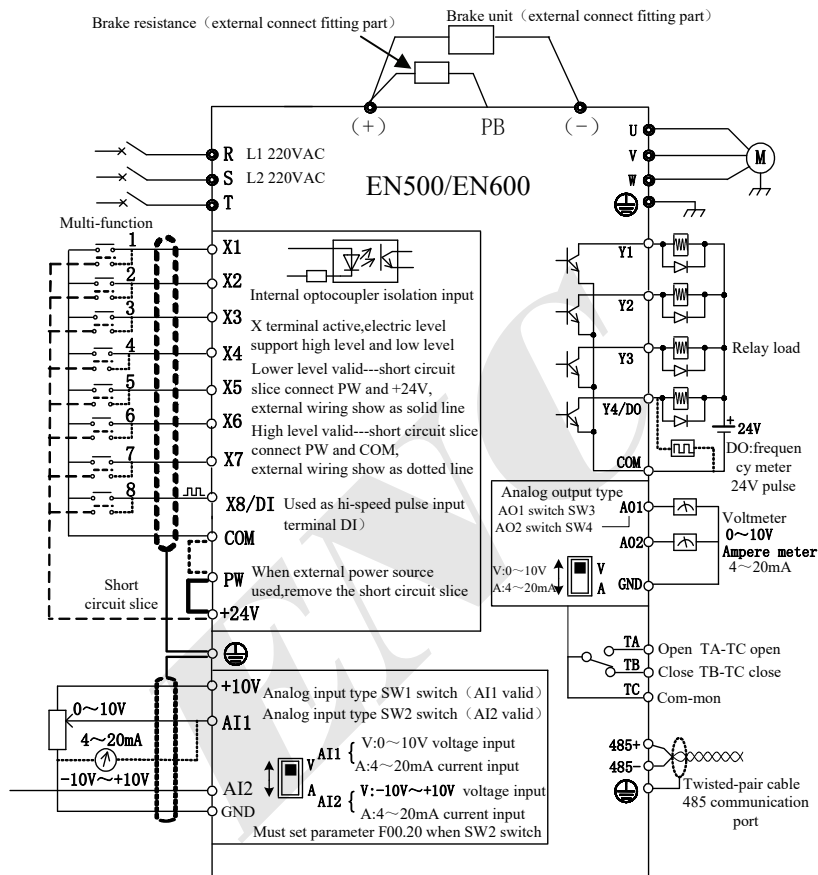 Brake resistance（external connect fitting part）
Brake unit（external connect fitting part）
(+)
PB
(-)
R L1 220VAC
S L2 220VAC
T
EN500/EN600
U
V
W
M
Multi-function
1
X1
2
X2
3
X3
4
X4
5
X5
6
X6
7
X7
8
X8/DI
COM
PW
+24V
Internal optocoupler isolation input
X terminal active,electric level
support high level and low level
Lower level valid---short circuit
slice connect PW and +24V,
external wiring show as solid line
High level valid---short circuit slice
connect PW and COM,
external wiring show as dotted line
Used as hi-speed pulse input
terminal DI）
When external power source
used,remove the short circuit slice
Short
circuit slice
Y1
Y2
Y3
Y4/DO
COM
Relay load
+
24V
DO:frequen
cy meter
24V pulse
Analog output type
AO1 switch SW3
AO2 switch SW4
V:0～10V
A:4～20mA
V
A
AO1
AO2
GND
Voltmeter
0～10V
Ampere meter
4～20mA
TA
Open TA-TC open
TB
Close TB-TC close
TC
Com-mon
+10V
0～10V
AI1
4～20mA
-10V～+10V
AI2
GND
Analog input type SW1 switch（AI1 valid）
Analog input type SW2 switch（AI2 valid）
V
A
AI1 { V:0～10V voltage input
A:4～20mA current input
AI2 { V:-10V～+10V voltage input
A:4～20mA current input
Must set parameter F00.20 when SW2 switch
485+
485-
Twisted-pair cable
485 communication
port
ENC